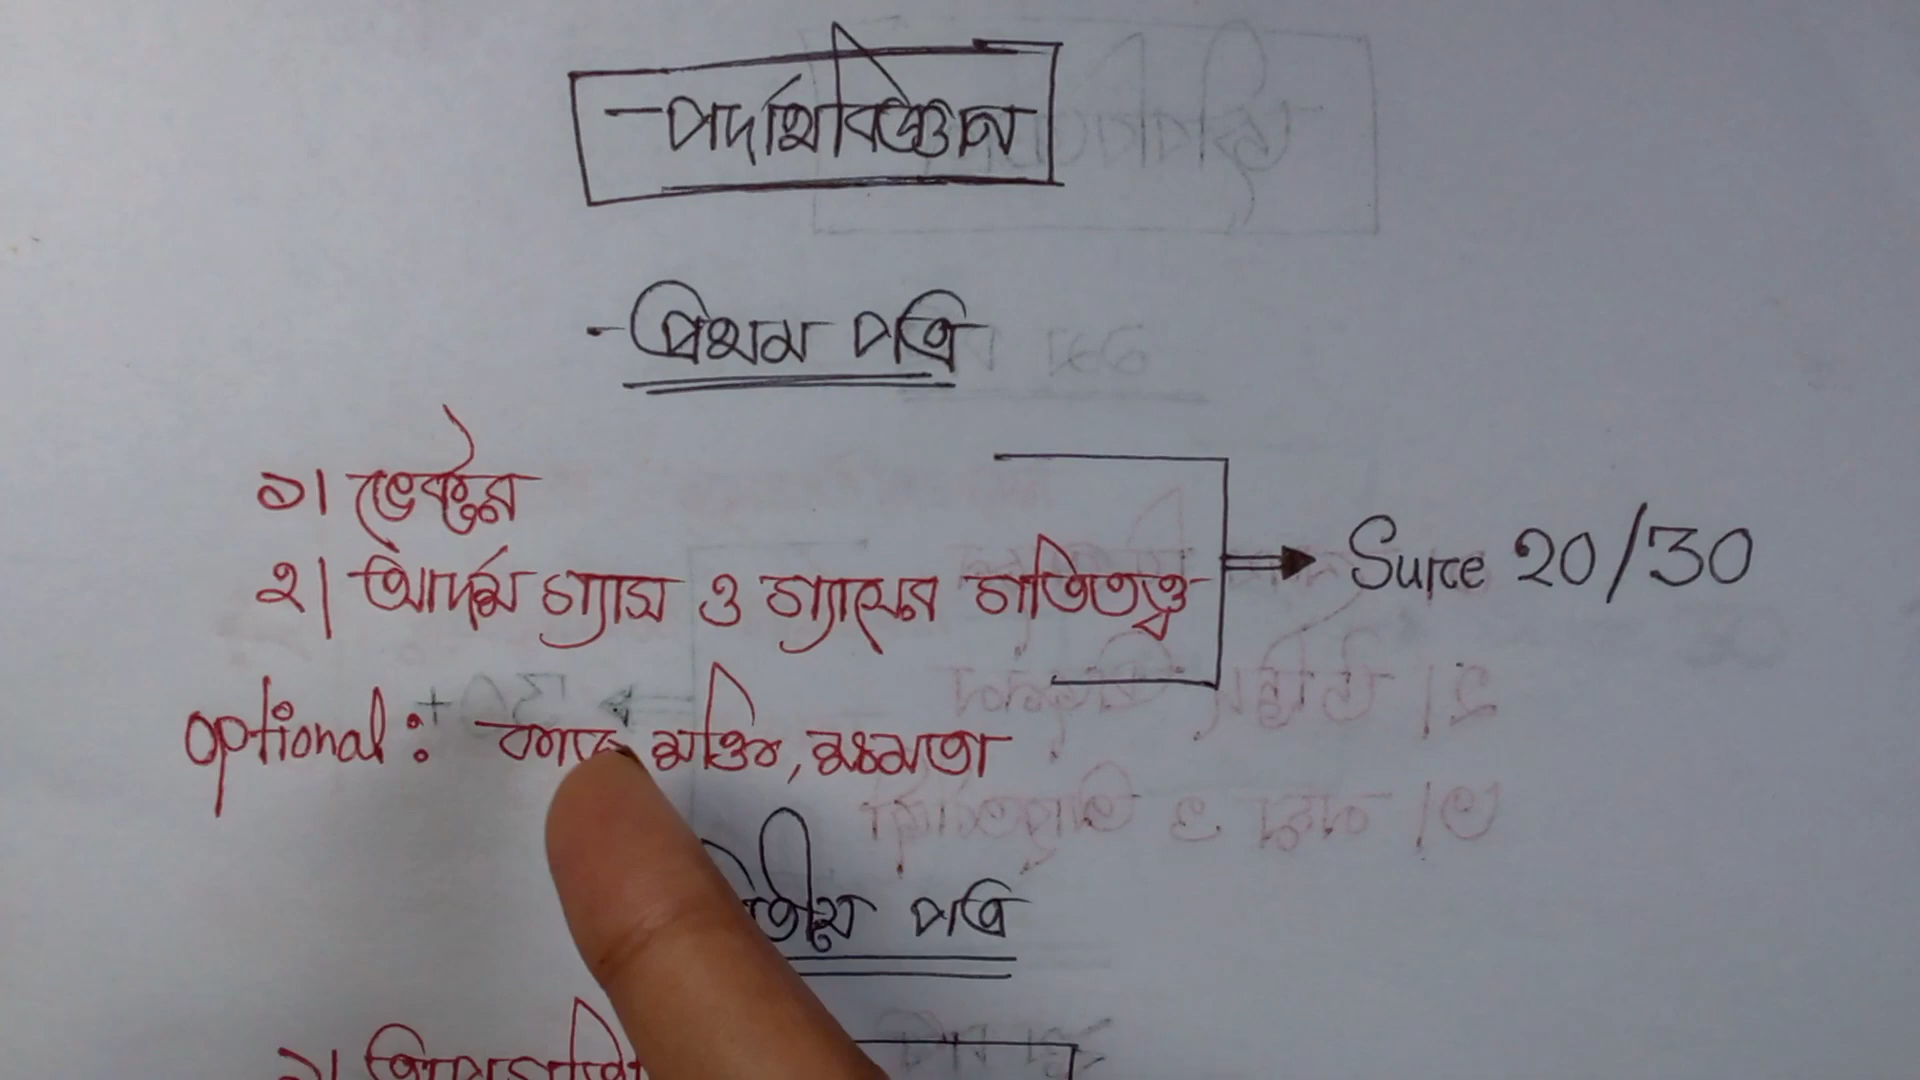 পদার্থবিজ্ঞান
প্রথম পত্র
১। ভেক্টর
২। আদর্শ গ্যাস ও গ্যাসের গতিতত্ত্ব
Sure 20/30
optional: কাজ শক্তি, ক্ষমতা
পত্র